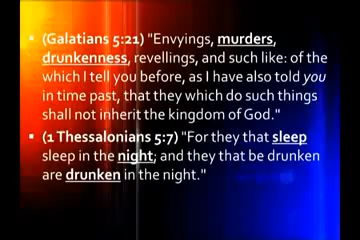 • (Galatians 5:21) "Envyings, murders,
drunkenness, revellings, and such like: of
the which I tell you before, as I have also told you
in time past, that they which do such things
shall not inherit the kingdom of God."
• (1 Thessalonians 5:7) "For they that sleep
sleep in the night; and they that be drunken
are drunken in the night."